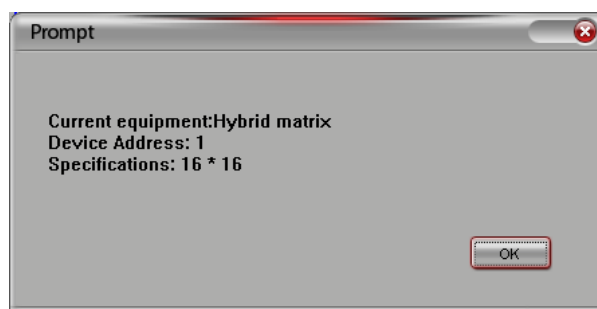 Prompt
Current equipment:Hybrid matrix
Device Address: 1
Specifications: 16 * 16
OK